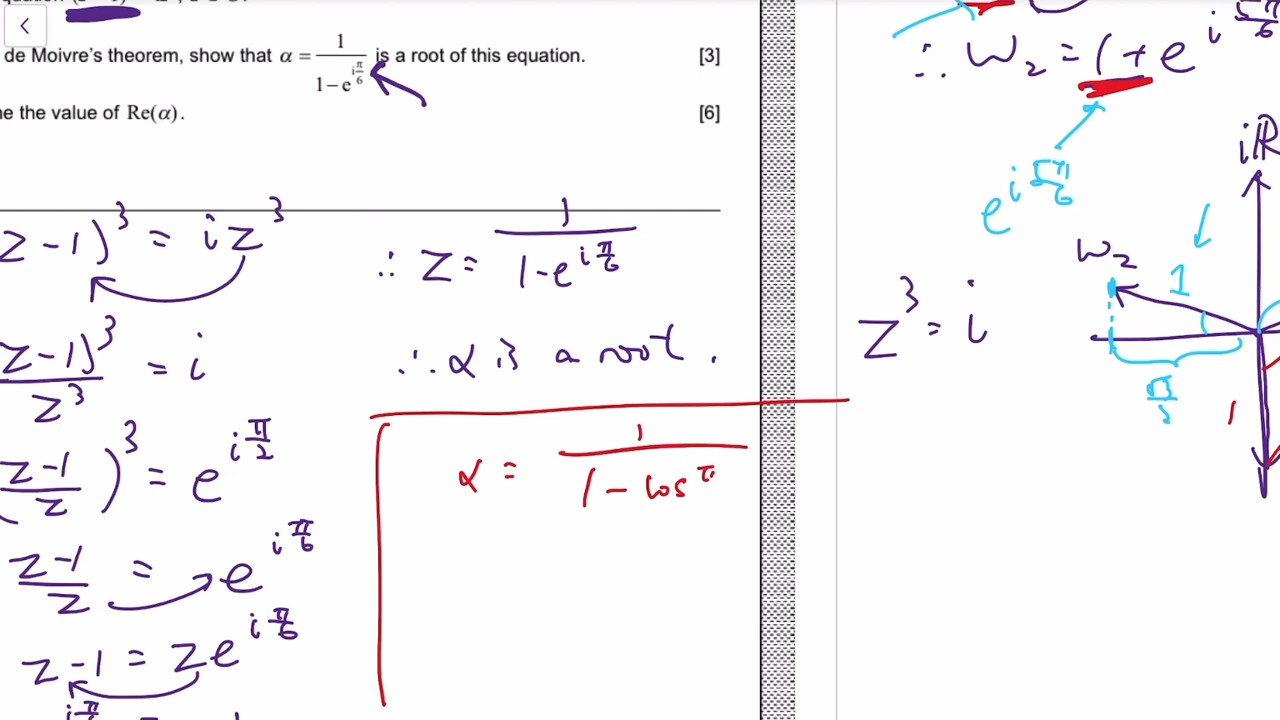 de Moivre's theorem, show that α = 1/(1−e^(iπ/6)) is a root of this equation. [3]
ne the value of Re(α). [6]
z-1)³ = iz³
z-1)³/z³ = i
(z-1/z)³ = e^(iπ/2)
z-1/z = e^(iπ/6)
z-1 = ze^(iπ/6)
∴ z = 1/(1-e^(iπ/6))
∴ α is a root.
α = 1/(1 - cos π
∴ W₂ = 1 + e^(i5π/6)
e^(i5π/6)
z³ = i
iR
W₂
1
1